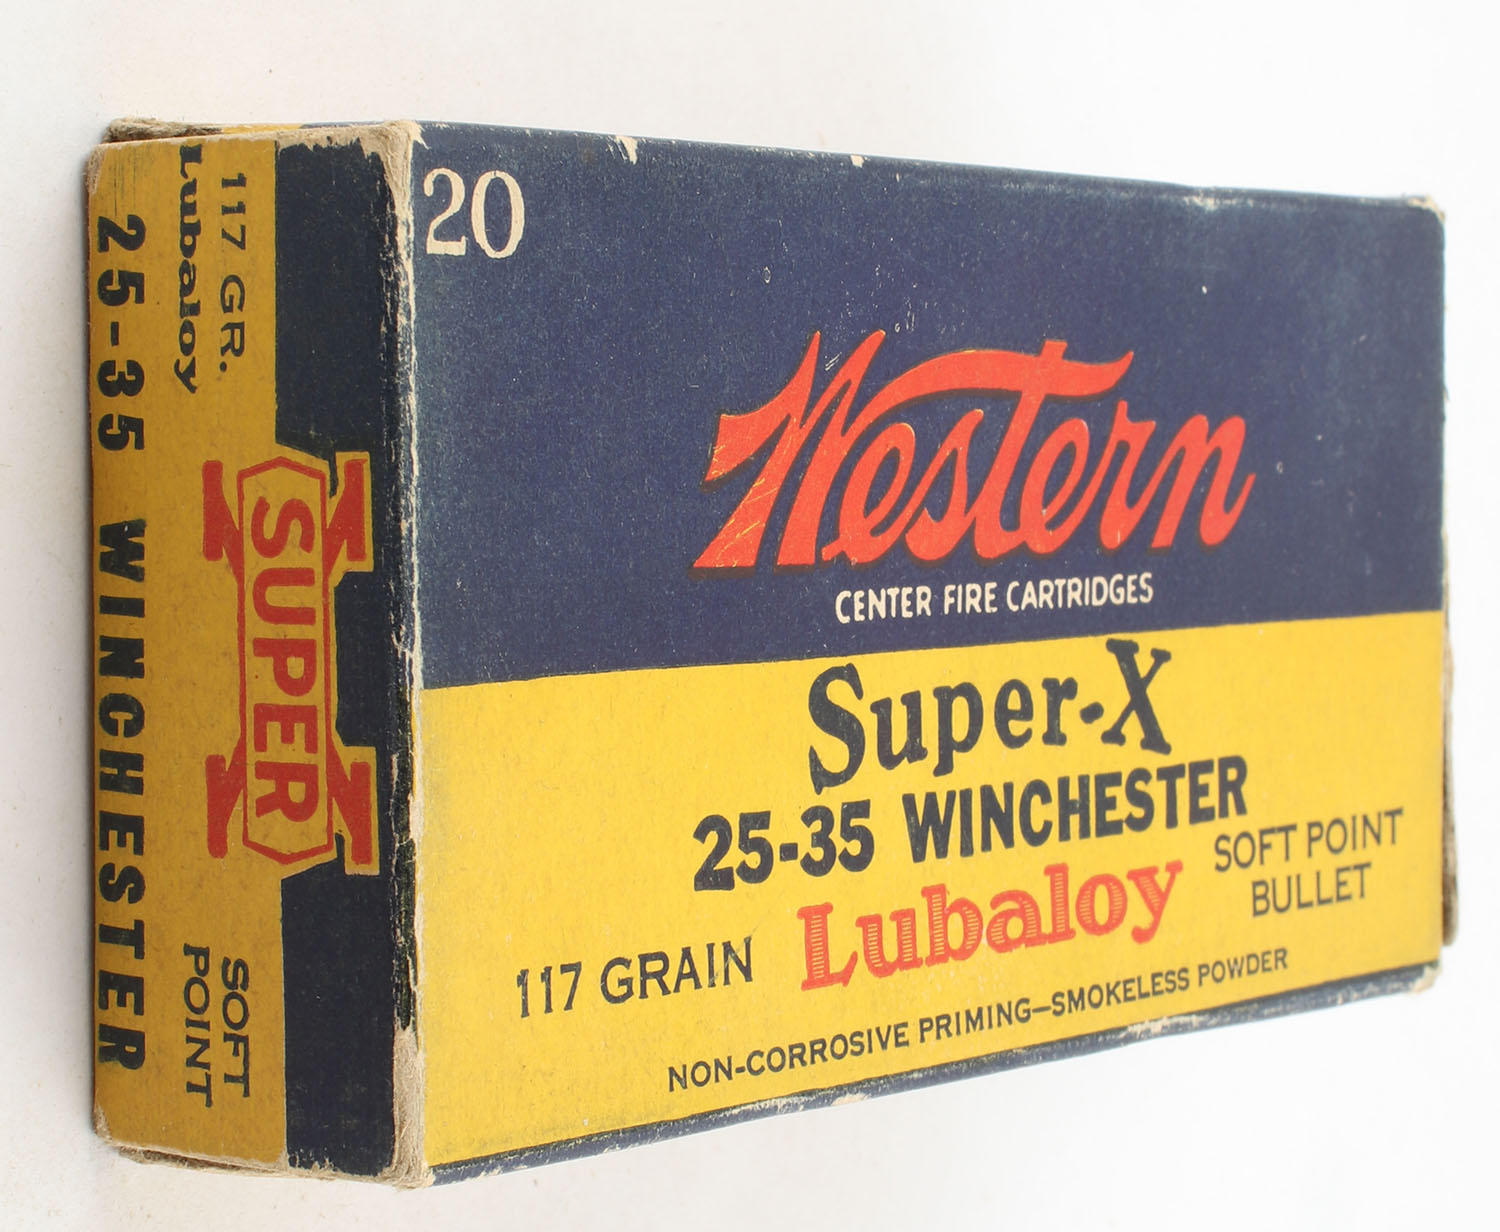 20
Western
CENTER FIRE CARTRIDGES
Super-X
25-35 WINCHESTER
117 GRAIN Lubaloy SOFT POINT BULLET
NON-CORROSIVE PRIMING—SMOKELESS POWDER
SUPER X
117 GR.
Lubaloy
SOFT
POINT
25-35 WINCHESTER